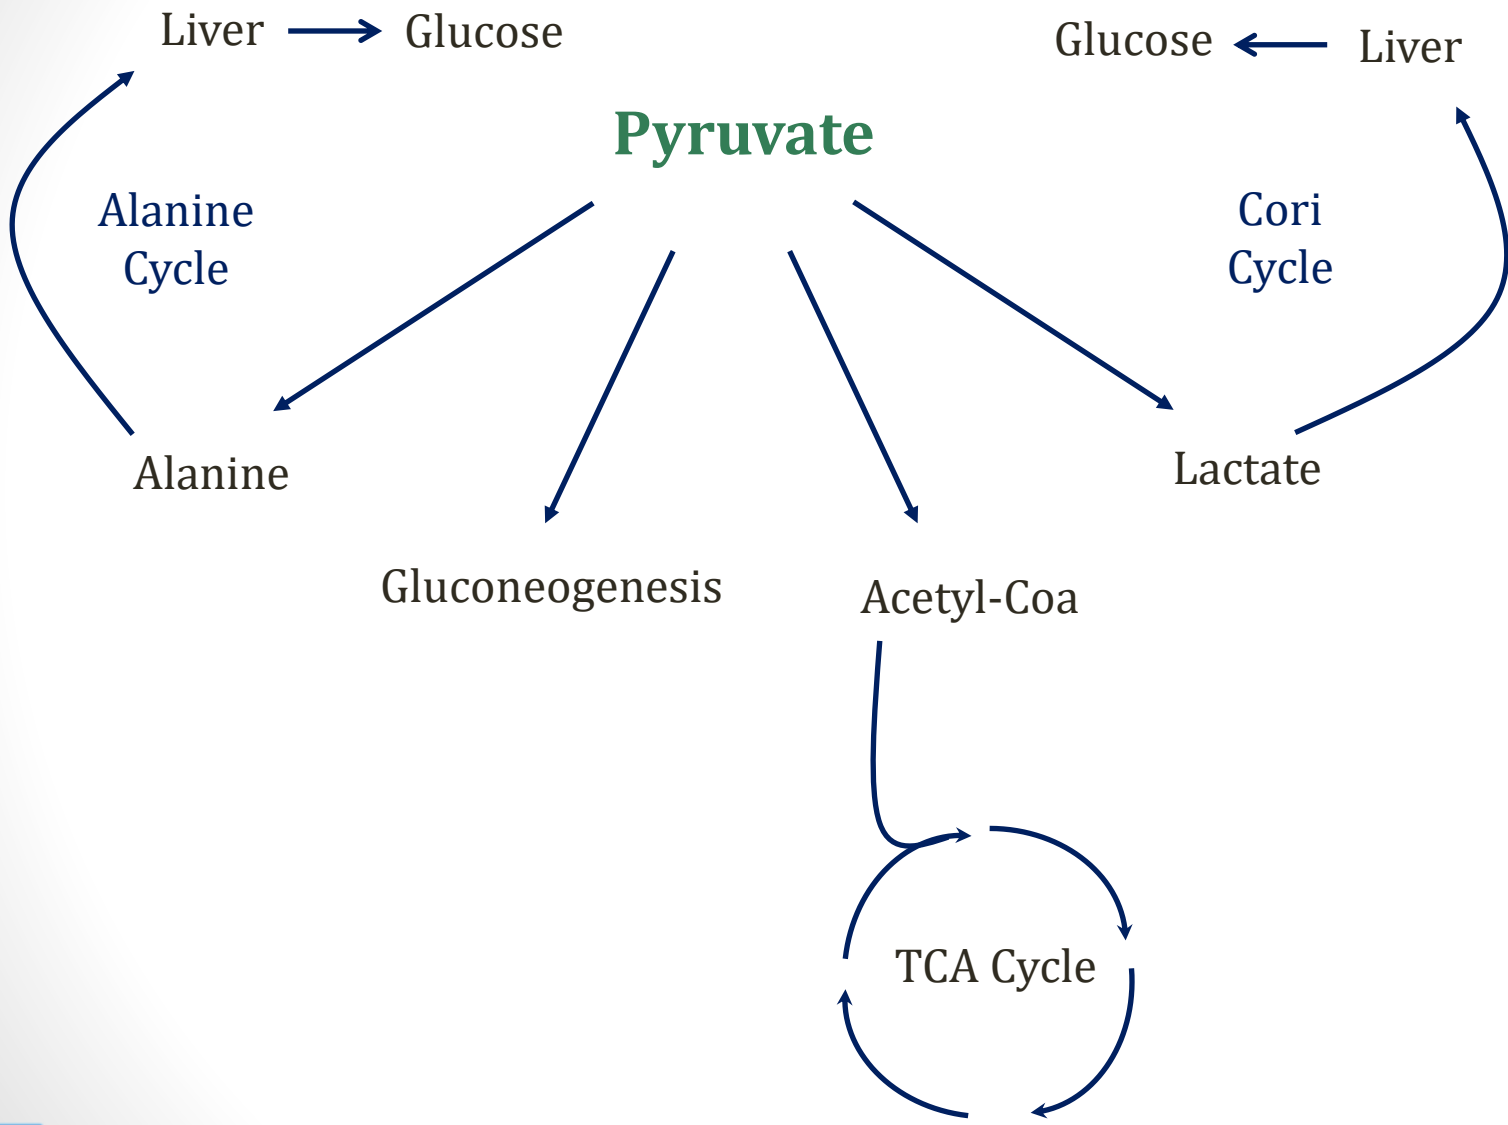 Liver
Glucose
Glucose
Liver
Pyruvate
Alanine
Cycle
Cori
Cycle
Alanine
Lactate
Gluconeogenesis
Acetyl-Coa
TCA Cycle